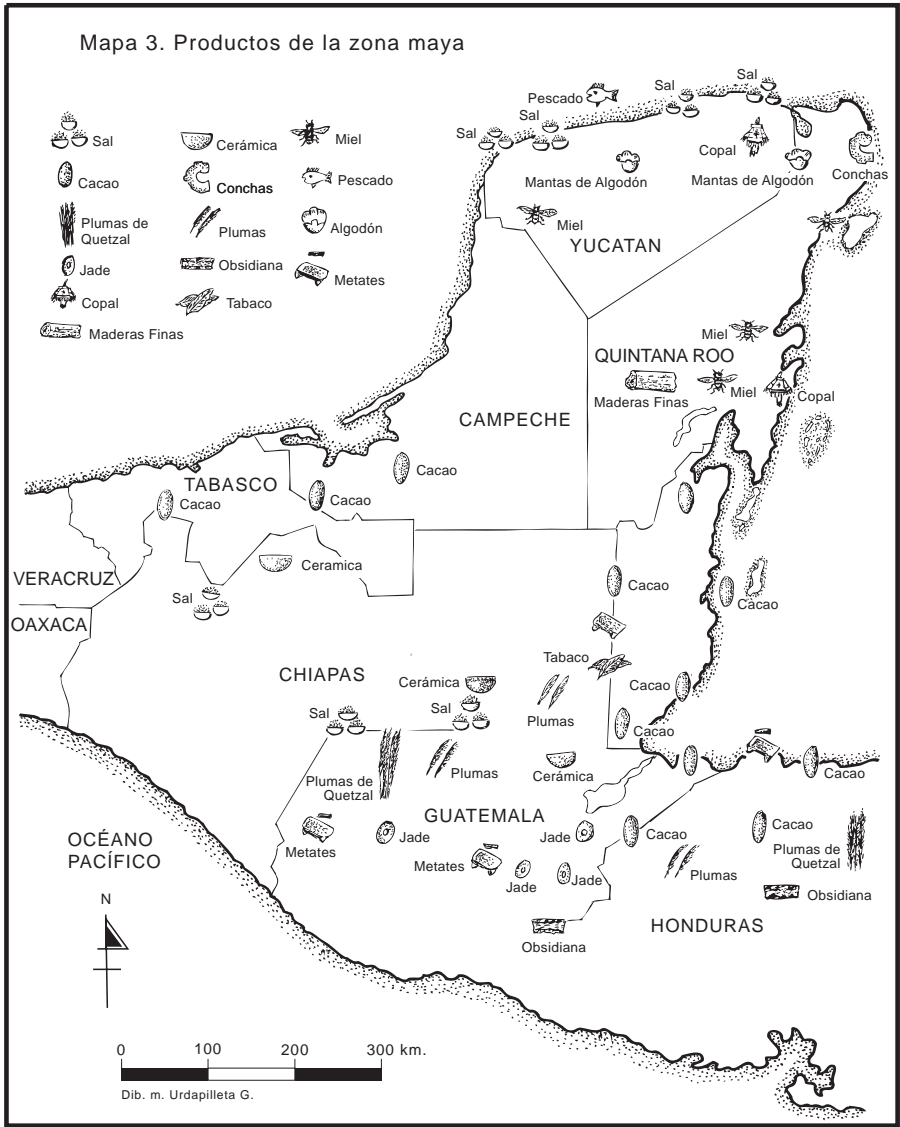 Mapa 3. Productos de la zona maya
Sal
Cerámica
Miel
Cacao
Conchas
Pescado
Plumas de
Quetzal
Plumas
Algodón
Jade
Obsidiana
Metates
Copal
Tabaco
Maderas Finas
Sal
Sal
Pescado
Sal
Sal
Copal
Mantas de Algodón
Mantas de Algodón
Conchas
Miel
YUCATAN
Miel
QUINTANA ROO
Maderas Finas
Miel
Copal
CAMPECHE
Cacao
TABASCO
Cacao
Cacao
VERACRUZ
Ceramica
OAXACA
Sal
Cacao
Cacao
Tabaco
CHIAPAS
Cerámica
Sal
Sal
Plumas
Cacao
Cacao
Plumas de
Quetzal
Plumas
Cerámica
Cacao
GUATEMALA
OCÉANO
PACÍFICO
Metates
Jade
Jade
Cacao
Cacao
Metates
Jade
Jade
Plumas
Plumas de
Quetzal
Obsidiana
Obsidiana
HONDURAS
N
0 100 200 300 km.
Dib. m. Urdapilleta G.